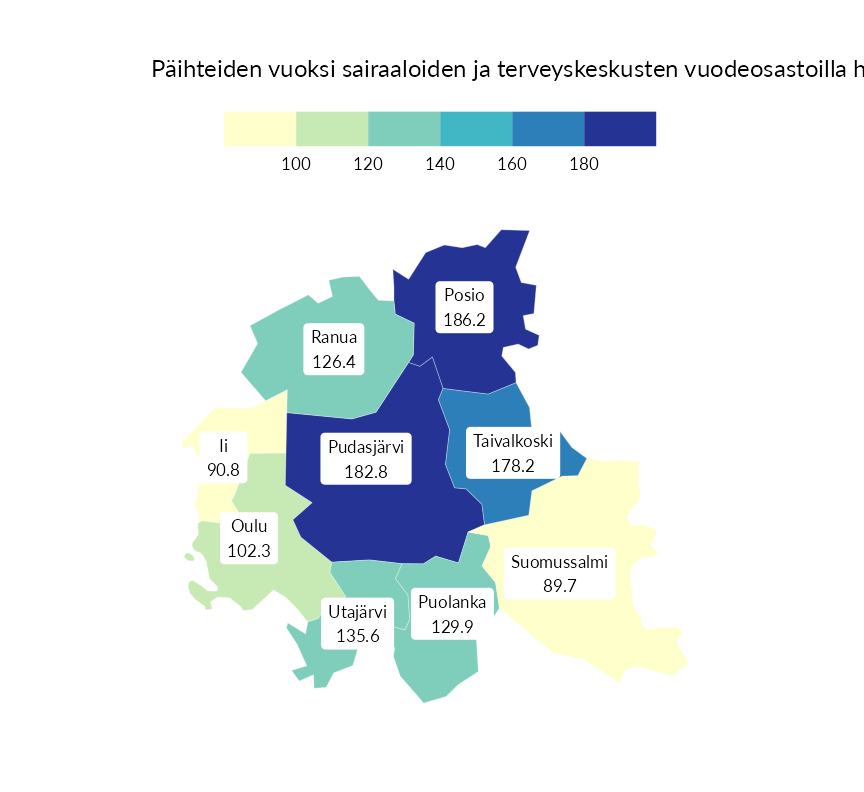 Päihteiden vuoksi sairaaloiden ja terveyskeskusten vuodeosastoilla
100 120 140 160 180
Posio
186.2
Ranua
126.4
Ii
90.8
Pudasjärvi
182.8
Taivalkoski
178.2
Oulu
102.3
Suomussalmi
89.7
Utajärvi
135.6
Puolanka
129.9